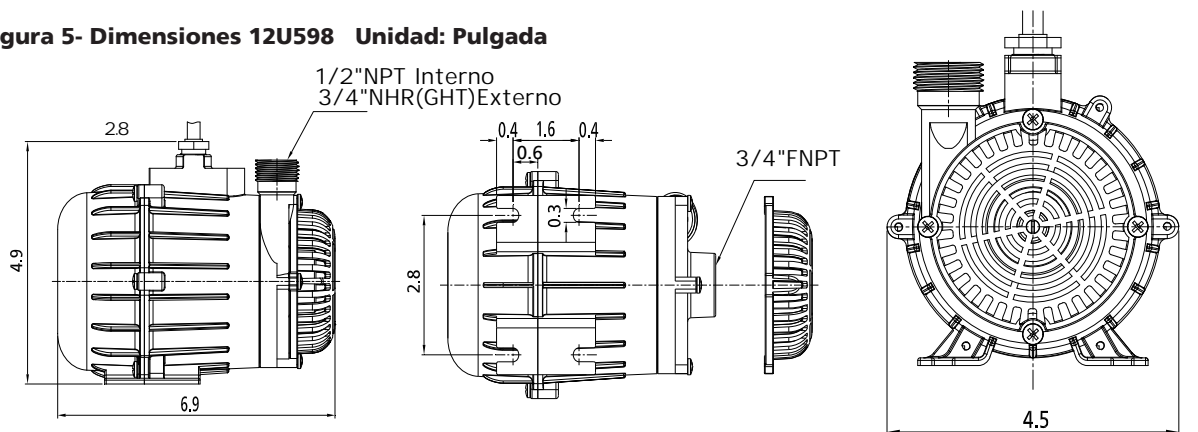 gura 5- Dimensiones 12U598 Unidad: Pulgada
1/2"NPT Interno
3/4"NHR(GHT)Externo
2.8
4.9
6.9
0.4 1.6 0.4
0.6
0.3
2.8
3/4"FNPT
4.5